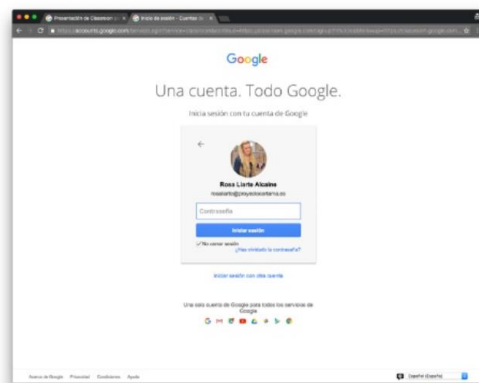 Presentación de Classroom
Inicio de sesión - Cuentas de
Google
Una cuenta. Todo Google.
Inicia sesión con tu cuenta de Google
Rosa Liarte Alcaine
Contraseña
Iniciar sesión
No cerrar sesión
¿Has olvidado la contraseña?
Iniciar sesión con otra cuenta
Una sola cuenta de Google para todos los servicios de
Google
Acerca de Google Privacidad Condiciones Ayuda
Español (España)